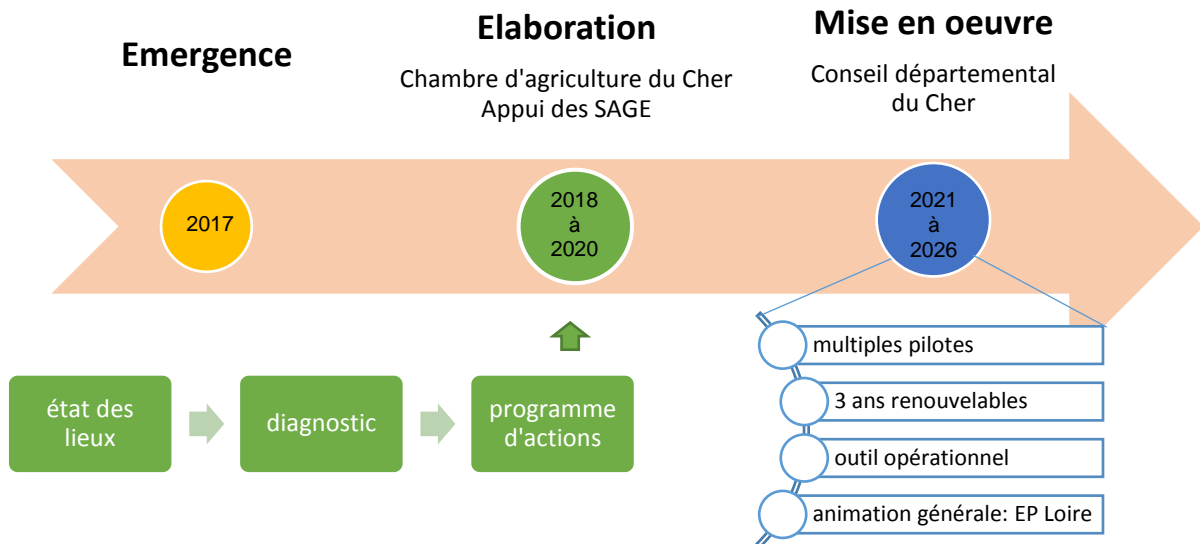 Emergence
Elaboration
Chambre d'agriculture du Cher
Appui des SAGE
Mise en oeuvre
Conseil départemental
du Cher
2017
2018
à
2020
2021
à
2026
état des
lieux
diagnostic
programme
d'actions
multiples pilotes
3 ans renouvelables
outil opérationnel
animation générale: EP Loire